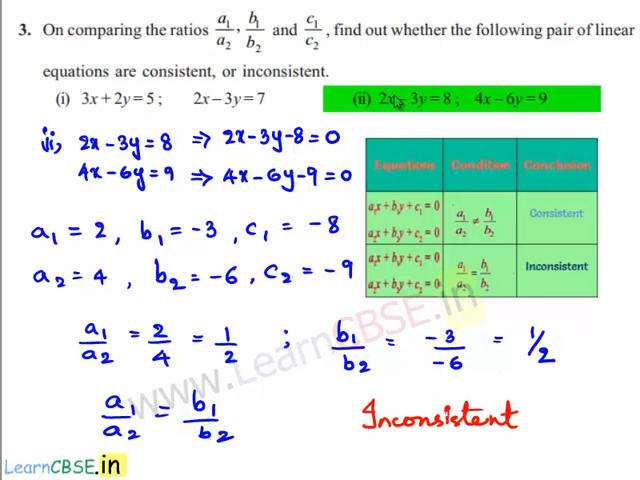 3. On comparing the ratios a₁/a₂, b₁/b₂ and c₁/c₂, find out whether the following pair of linear
equations are consistent, or inconsistent.
(i) 3x + 2y = 5 ; 2x – 3y = 7 (ii) 2x – 3y = 8 ; 4x – 6y = 9
ii, 2x - 3y = 8 => 2x - 3y - 8 = 0
4x - 6y = 9 => 4x - 6y - 9 = 0
Equations Condition Conclusion
a₁x + b₁y + c₁ = 0
a₂x + b₂y + c₂ = 0
a₁/a₂ ≠ b₁/b₂ Consistent
a₁x + b₁y + c₁ = 0
a₂x + b₂y + c₂ = 0
a₁/a₂ = b₁/b₂ Inconsistent
a₁ = 2 , b₁ = -3 , c₁ = -8
a₂ = 4 , b₂ = -6 , c₂ = -9
a₁/a₂ = 2/4 = 1/2 ; b₁/b₂ = -3/-6 = 1/2
a₁/a₂ = b₁/b₂ Inconsistent
www.LearnCBSE.in
LearnCBSE.in